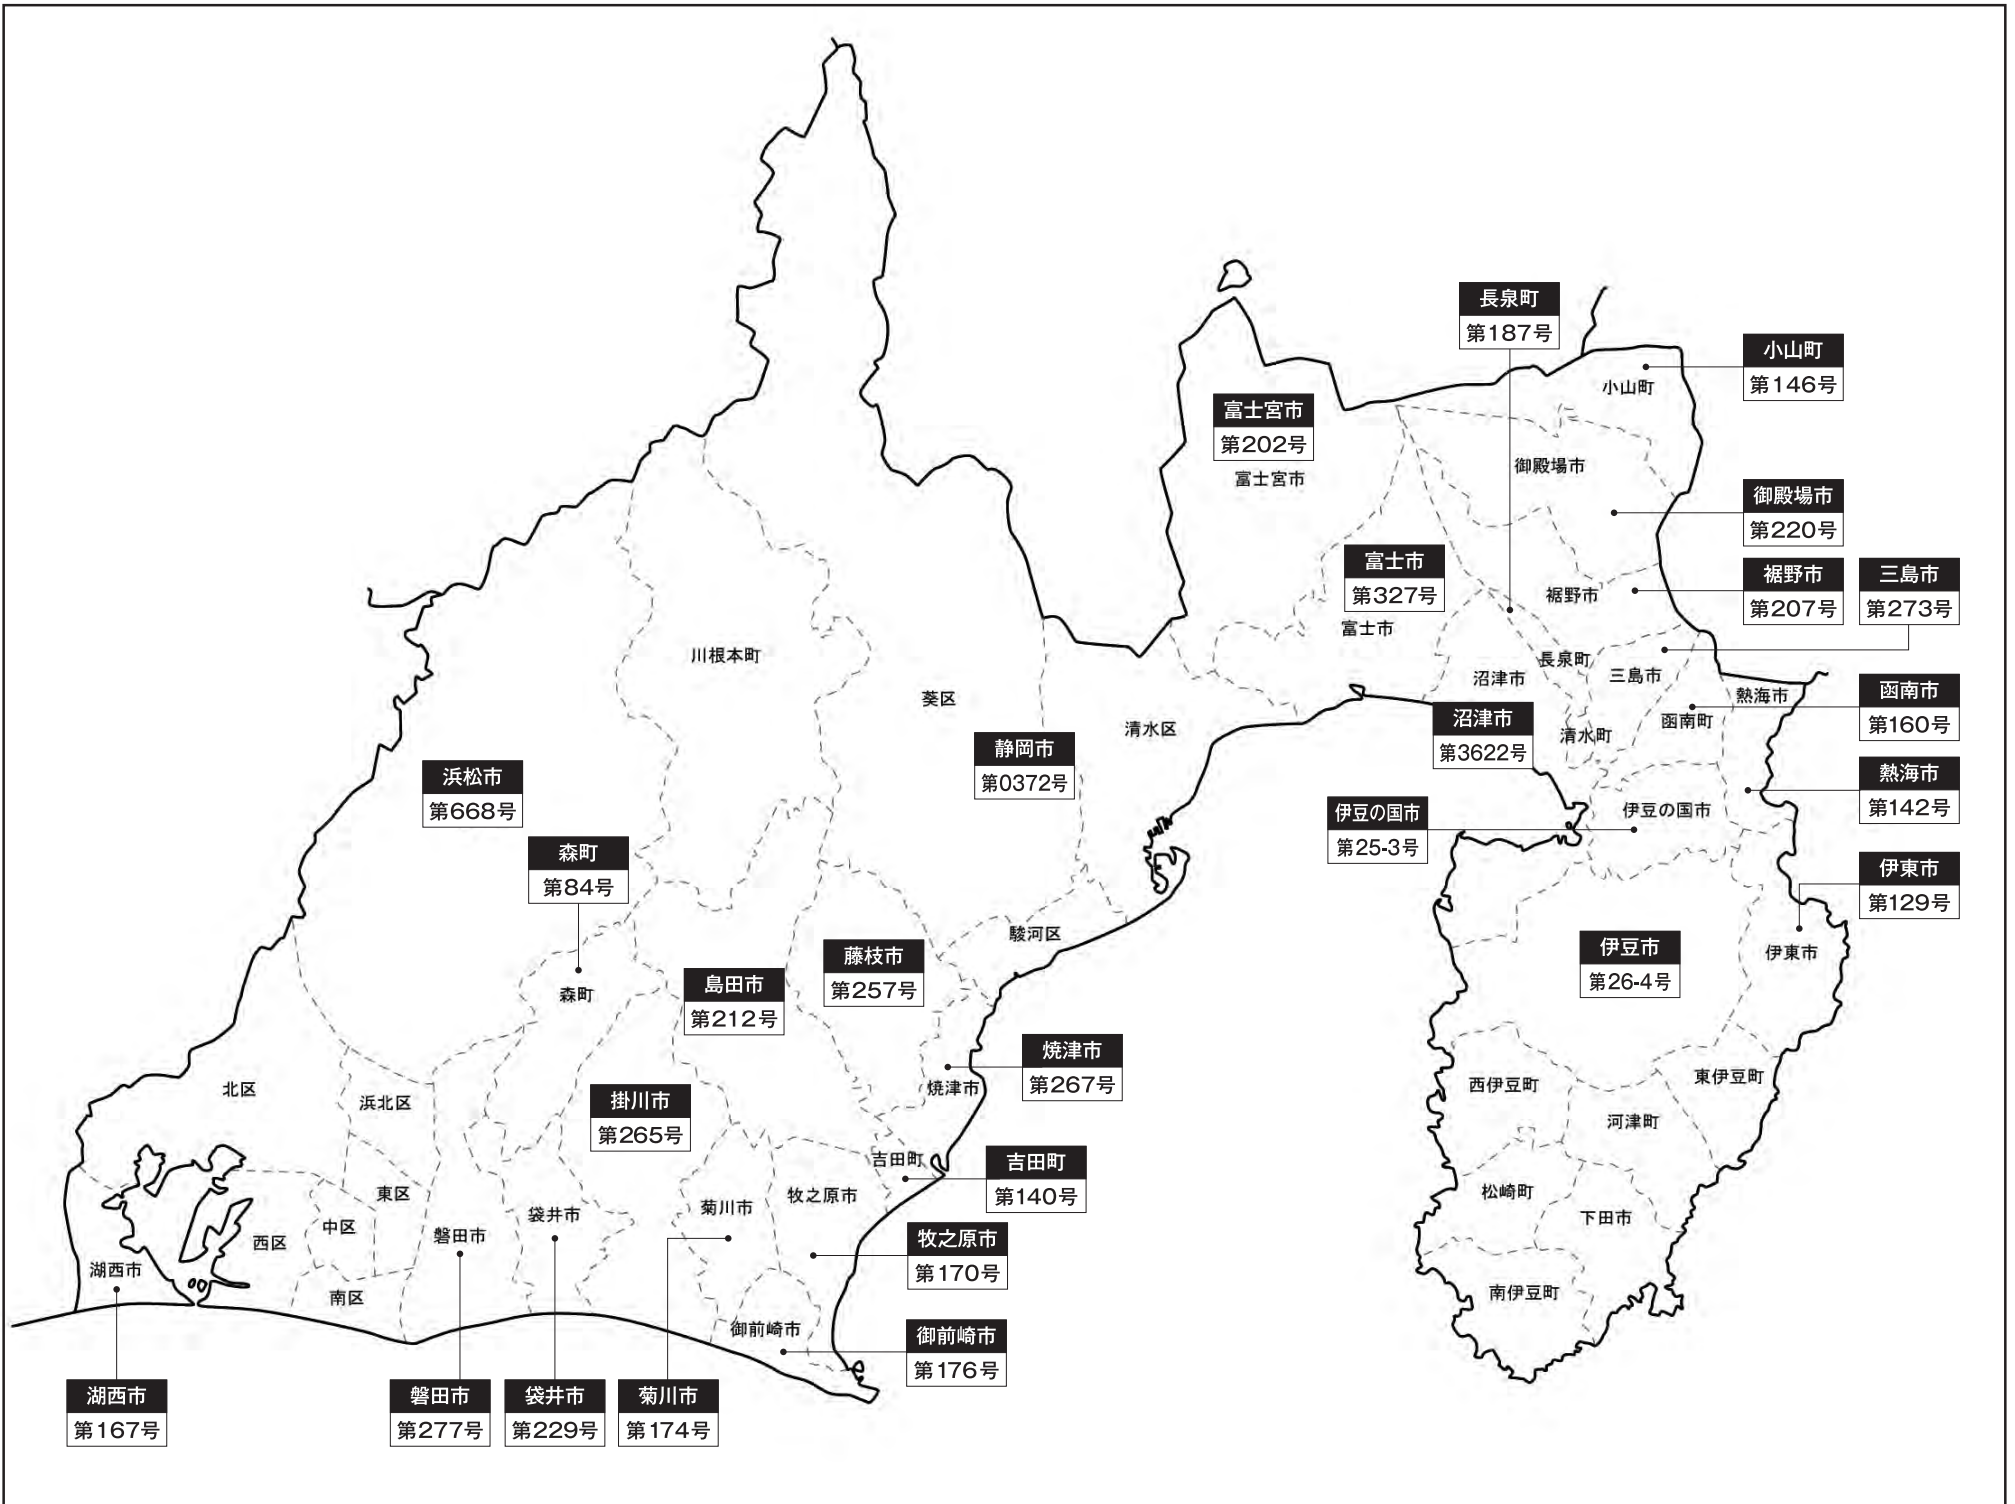 長泉町
第187号
小山町
第146号
小山町
富士宮市
第202号
富士宮市
御殿場市
御殿場市
第220号
富士市
第327号
富士市
裾野市
裾野市
第207号
三島市
第273号
川根本町
葵区
清水区
沼津市
長泉町
三島市
熱海市
函南市
第160号
函南町
清水町
沼津市
第3622号
静岡市
第0372号
浜松市
第668号
熱海市
第142号
伊豆の国市
第25-3号
伊豆の国市
森町
第84号
伊東市
第129号
駿河区
藤枝市
第257号
伊豆市
第26-4号
伊東市
島田市
第212号
森町
焼津市
第267号
焼津市
北区
浜北区
掛川市
第265号
西伊豆町
東伊豆町
河津町
吉田町
吉田町
第140号
東区
中区
西区
磐田市
袋井市
菊川市
牧之原市
松崎町
下田市
牧之原市
第170号
湖西市
南区
南伊豆町
御前崎市
御前崎市
第176号
湖西市
第167号
磐田市
第277号
袋井市
第229号
菊川市
第174号